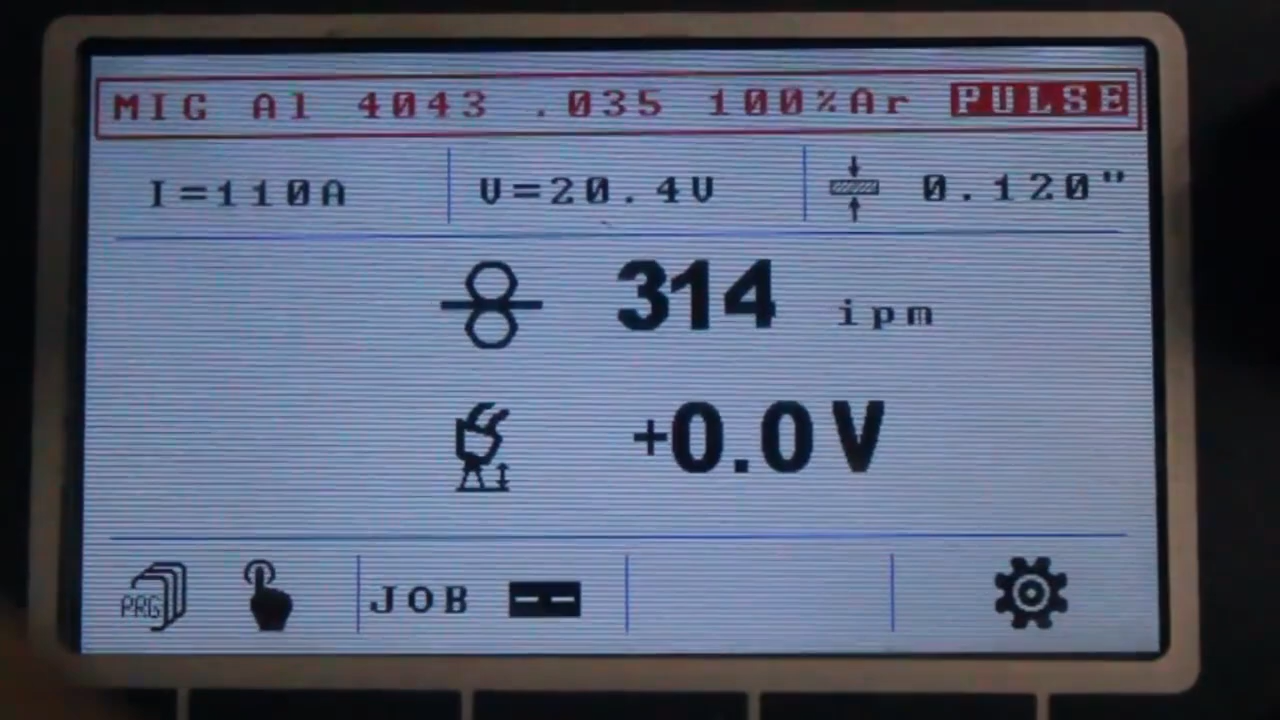 MIG Al 4043 .035 100%Ar PULSE
I=110A V=20.4V 0.120"
314 ipm
+0.0V
PRG JOB --